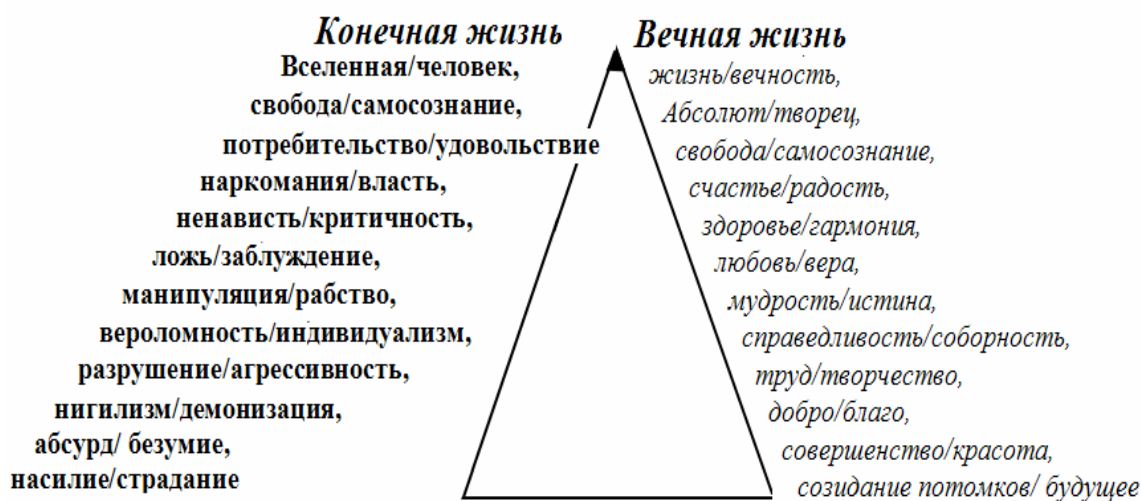 Конечная жизнь
Вселенная/человек,
свобода/самосознание,
потребительство/удовольствие
наркомания/власть,
ненависть/критичность,
ложь/заблуждение,
манипуляция/рабство,
вероломность/индивидуализм,
разрушение/агрессивность,
нигилизм/демонизация,
абсурд/ безумие,
насилие/страдание
Вечная жизнь
жизнь/вечность,
Абсолют/творец,
свобода/самосознание,
счастье/радость,
здоровье/гармония,
любовь/вера,
мудрость/истина,
справедливость/соборность,
труд/творчество,
добро/благо,
совершенство/красота,
созидание потомков/ будущее